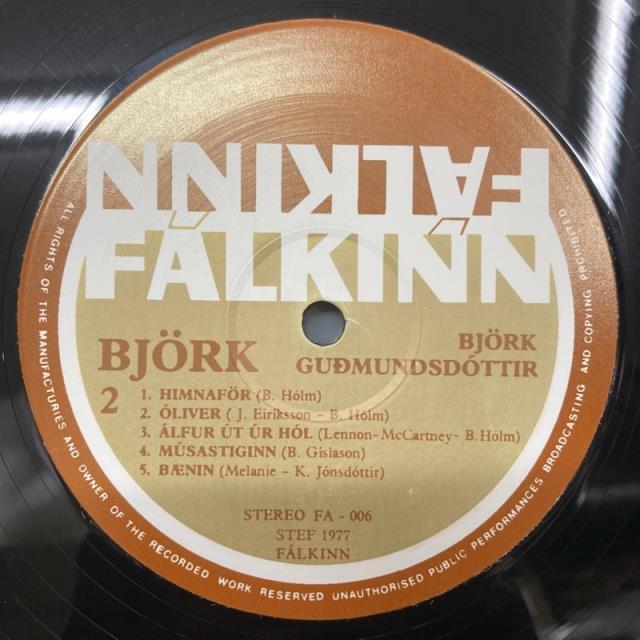 FÁLKINN
FÁLKINN
BJÖRK
BJÖRK
GUÐMUNDSDÓTTIR
2
1. HIMNAFÖR (B. Hólm)
2. ÓLIVER ( J. Eiríksson – B. Hólm)
3. ÁLFUR ÚT ÚR HÓL (Lennon- McCartney- B. Hólm)
4. MÚSASTIGINN (B. Gíslason)
5. BÆNIN (Melanie – K. Jónsdóttir)
STEREO FA - 006
STEF 1977
FÁLKINN
ALL RIGHTS OF THE MANUFACTURIES AND OWNER OF THE RECORDED WORK RESERVED UNAUTHORISED PUBLIC PERFORMANCES BROADCASTING AND COPYING PROHIBITED